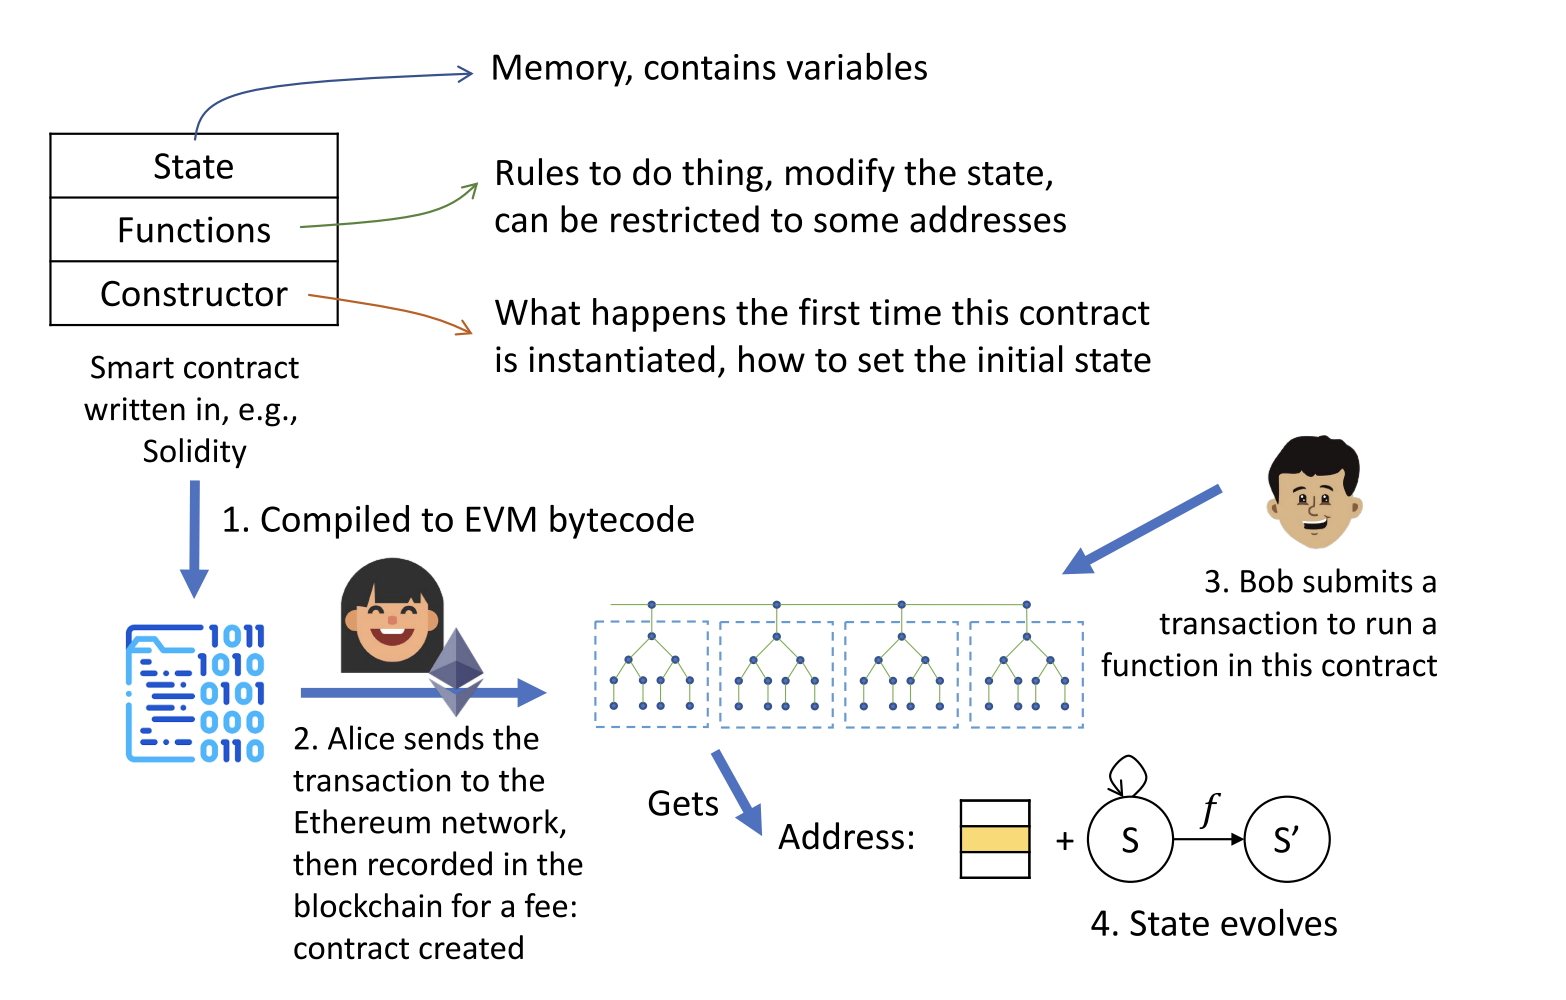 Memory, contains variables
State
Rules to do thing, modify the state,
can be restricted to some addresses
Functions
Constructor
What happens the first time this contract
is instantiated, how to set the initial state
Smart contract
written in, e.g.,
Solidity
1. Compiled to EVM bytecode
1011
1010
0101
000
0110
2. Alice sends the
transaction to the
Ethereum network,
then recorded in the
blockchain for a fee:
contract created
3. Bob submits a
transaction to run a
function in this contract
Gets
Address:
+
S
f
S’
4. State evolves